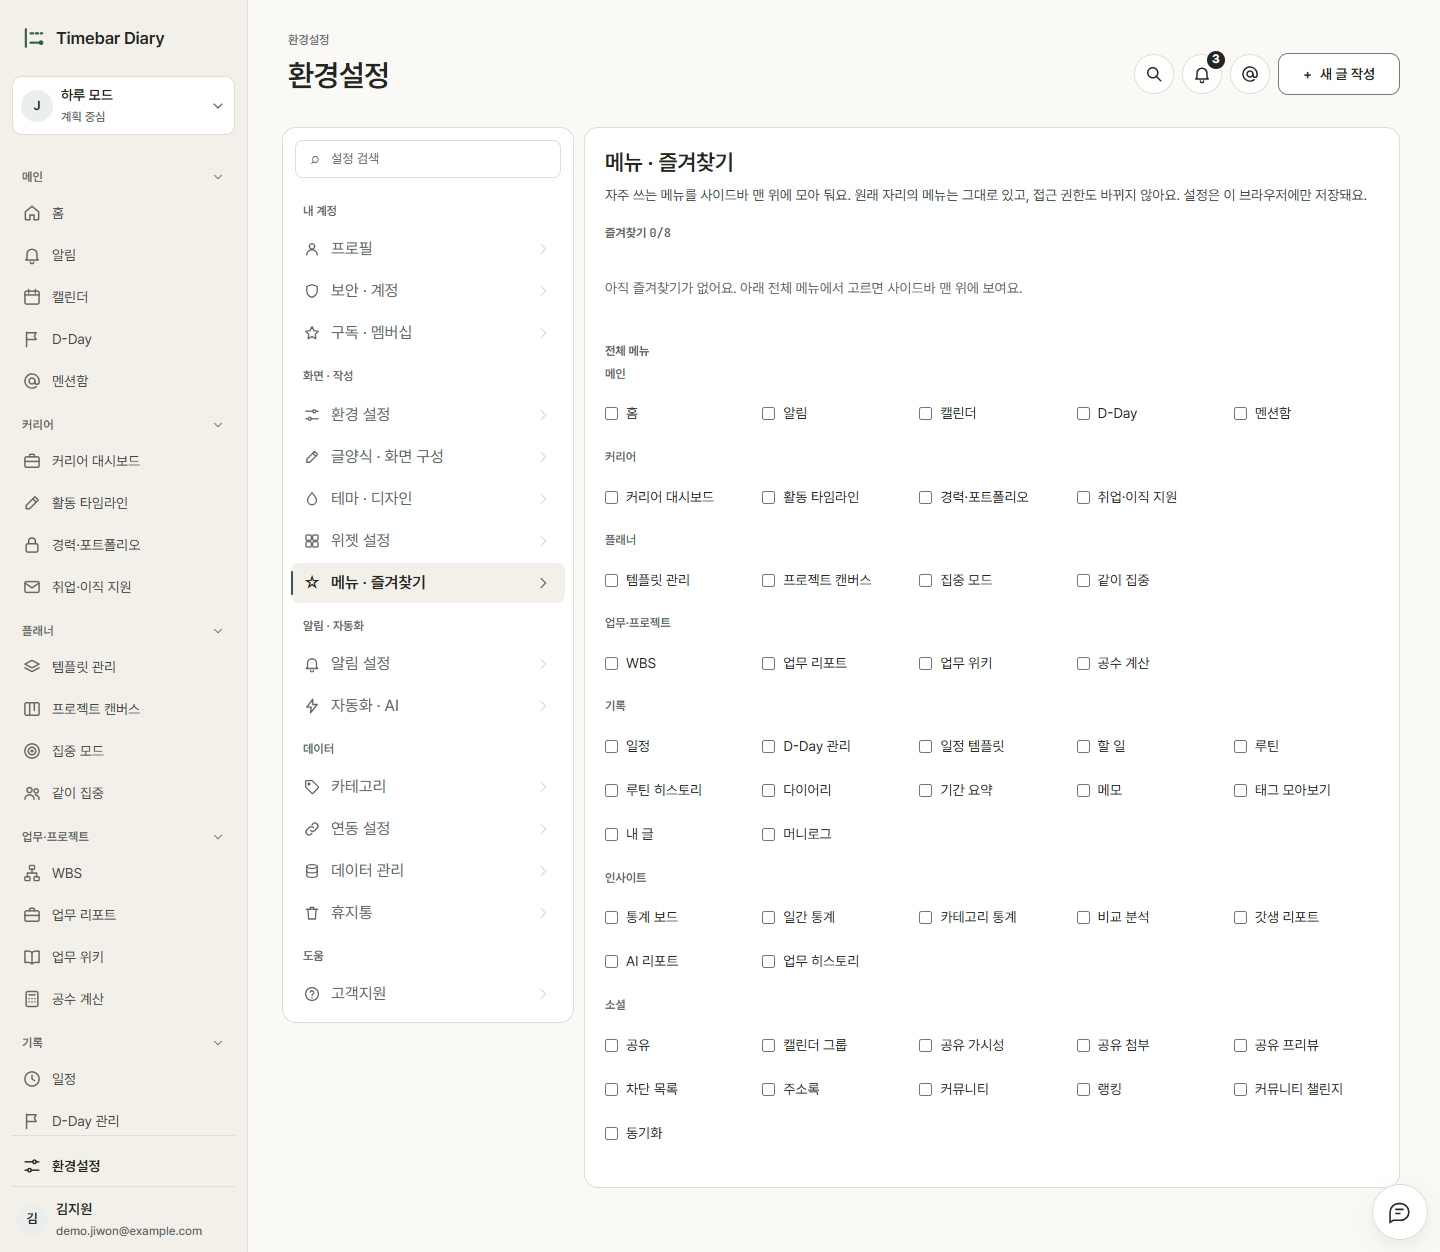 Timebar Diary
J
하루 모드
계획 중심
메인
홈
알림
캘린더
D-Day
멘션함
커리어
커리어 대시보드
활동 타임라인
경력·포트폴리오
취업·이직 지원
플래너
템플릿 관리
프로젝트 캔버스
집중 모드
같이 집중
업무·프로젝트
WBS
업무 리포트
업무 위키
공수 계산
기록
일정
D-Day 관리
환경설정
김
김지원
demo.jiwon@example.com
환경설정
환경설정
3
+ 새 글 작성
설정 검색
내 계정
프로필
보안 · 계정
구독 · 멤버십
화면 · 작성
환경 설정
글양식 · 화면 구성
테마 · 디자인
위젯 설정
메뉴 · 즐겨찾기
알림 · 자동화
알림 설정
자동화 · AI
데이터
카테고리
연동 설정
데이터 관리
휴지통
도움
고객지원
메뉴 · 즐겨찾기
자주 쓰는 메뉴를 사이드바 맨 위에 모아 둬요. 원래 자리의 메뉴는 그대로 있고, 접근 권한도 바뀌지 않아요. 설정은 이 브라우저에만 저장돼요.
즐겨찾기 0/8
아직 즐겨찾기가 없어요. 아래 전체 메뉴에서 고르면 사이드바 맨 위에 보여요.
전체 메뉴
메인
홈 알림 캘린더 D-Day 멘션함
커리어
커리어 대시보드 활동 타임라인 경력·포트폴리오 취업·이직 지원
플래너
템플릿 관리 프로젝트 캔버스 집중 모드 같이 집중
업무·프로젝트
WBS 업무 리포트 업무 위키 공수 계산
기록
일정 D-Day 관리 일정 템플릿 할 일 루틴
루틴 히스토리 다이어리 기간 요약 메모 태그 모아보기
내 글 머니로그
인사이트
통계 보드 일간 통계 카테고리 통계 비교 분석 갓생 리포트
AI 리포트 업무 히스토리
소셜
공유 캘린더 그룹 공유 가시성 공유 첨부 공유 프리뷰
차단 목록 주소록 커뮤니티 랭킹 커뮤니티 챌린지
동기화